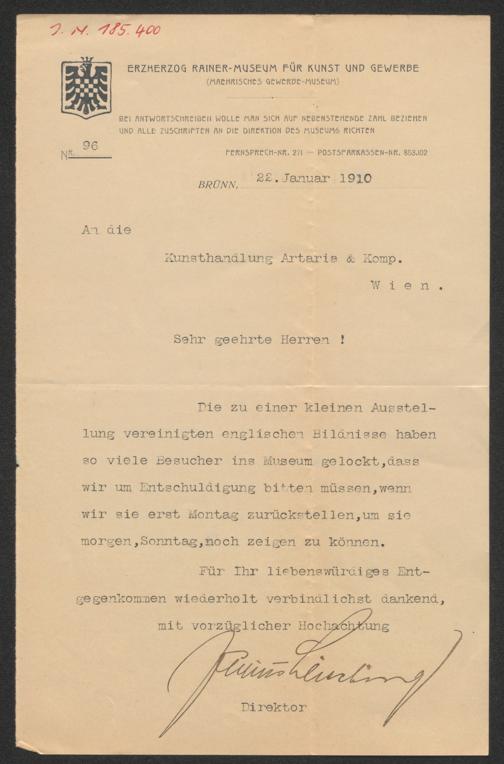 J. N. 185.400
ERZHERZOG RAINER-MUSEUM FÜR KUNST UND GEWERBE
(MAEHRISCHES GEWERBE-MUSEUM)
BEI ANTWORTSCHREIBEN WOLLE MAN SICH AUF NEBENSTEHENDE ZAHL BEZIEHEN
UND ALLE ZUSCHRIFTEN AN DIE DIREKTION DES MUSEUMS RICHTEN
No. 96
FERNSPRECH-NR. 271 — POSTSPARKASSEN-NR. 853.102
BRÜNN, 22.Januar 1910
An die
Kunsthandlung Artaria & Komp.
Wien.
Sehr geehrte Herren !
Die zu einer kleinen Ausstel-
lung vereinigten englischen Bildnisse haben
so viele Besucher ins Museum gelockt,dass
wir um Entschuldigung bitten müssen,wenn
wir sie erst Montag zurückstellen,um sie
morgen,Sonntag,noch zeigen zu können.
Für Ihr liebenswürdiges Ent-
gegenkommen wiederholt verbindlichst dankend,
mit vorzüglicher Hochachtung
Julius Leisching
Direktor